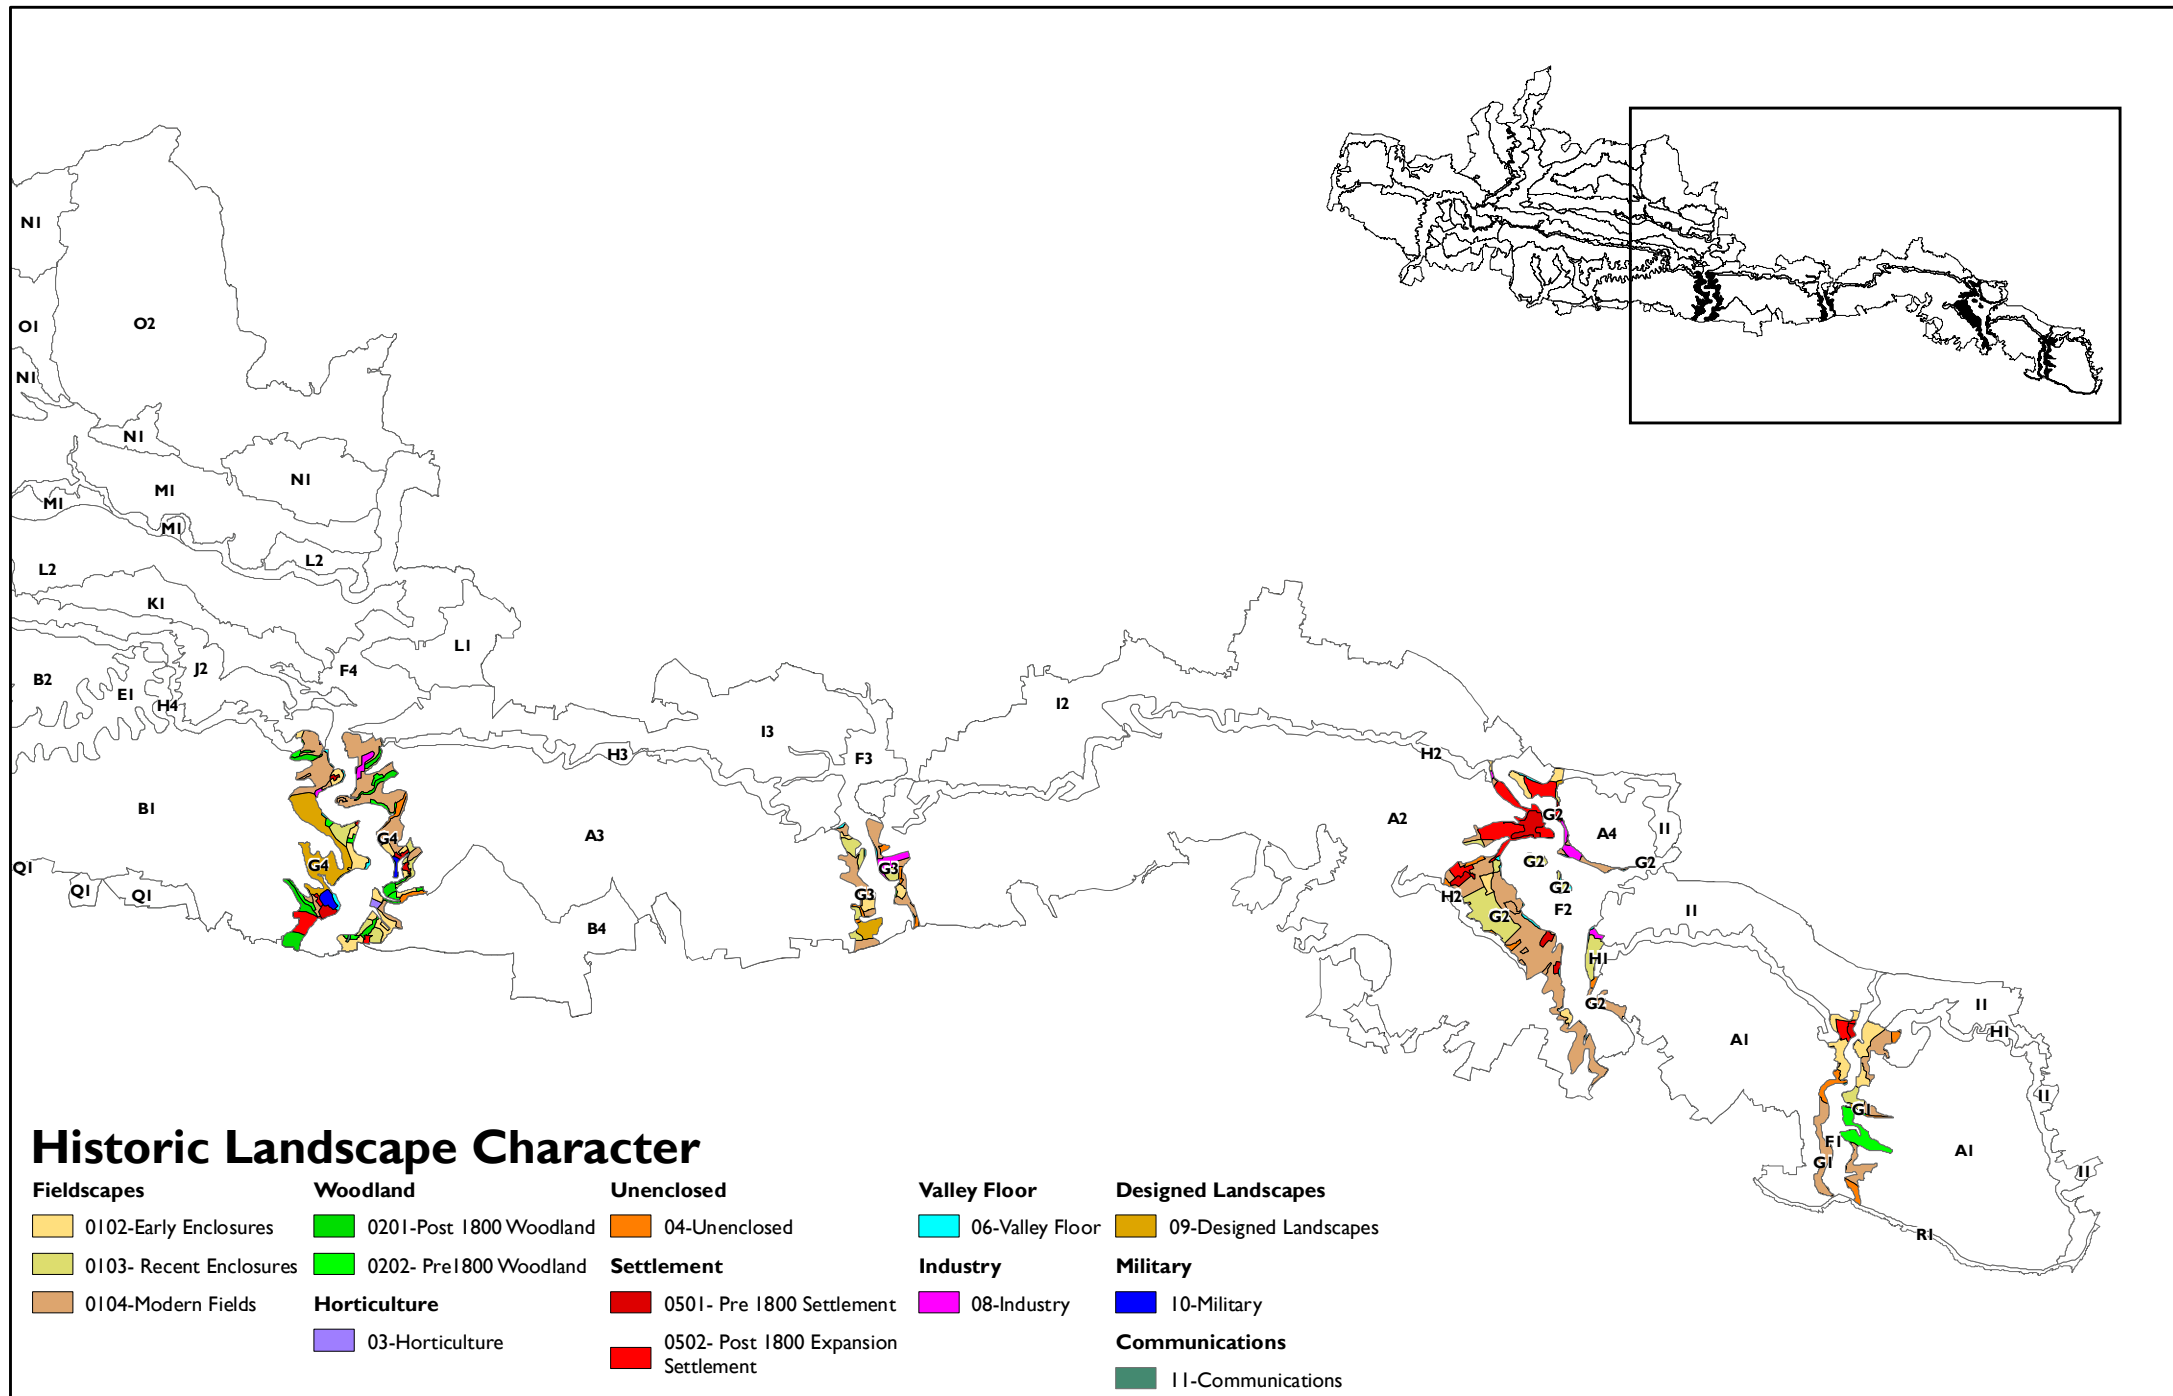 N1
O1
O2
N1
N1
N1
M1
M1
M1
L2
L2
K1
L1
B2
E1
J2
F4
H4
I2
I3
H3
F3
H2
B1
G4
A3
A2
G2
A4
II
Q1
Q1
Q1
G4
G3
G3
G2
G2
G2
H2
G2
F2
II
B4
H1
G2
A1
II
H1
II
G1
F1
G1
A1
II
R1
Historic Landscape Character
Fieldscapes
0102-Early Enclosures
0103- Recent Enclosures
0104-Modern Fields
Woodland
0201-Post 1800 Woodland
0202- Pre1800 Woodland
Horticulture
03-Horticulture
Unenclosed
04-Unenclosed
Settlement
0501- Pre 1800 Settlement
0502- Post 1800 Expansion
Settlement
Valley Floor
06-Valley Floor
Industry
08-Industry
Designed Landscapes
09-Designed Landscapes
Military
10-Military
Communications
11-Communications